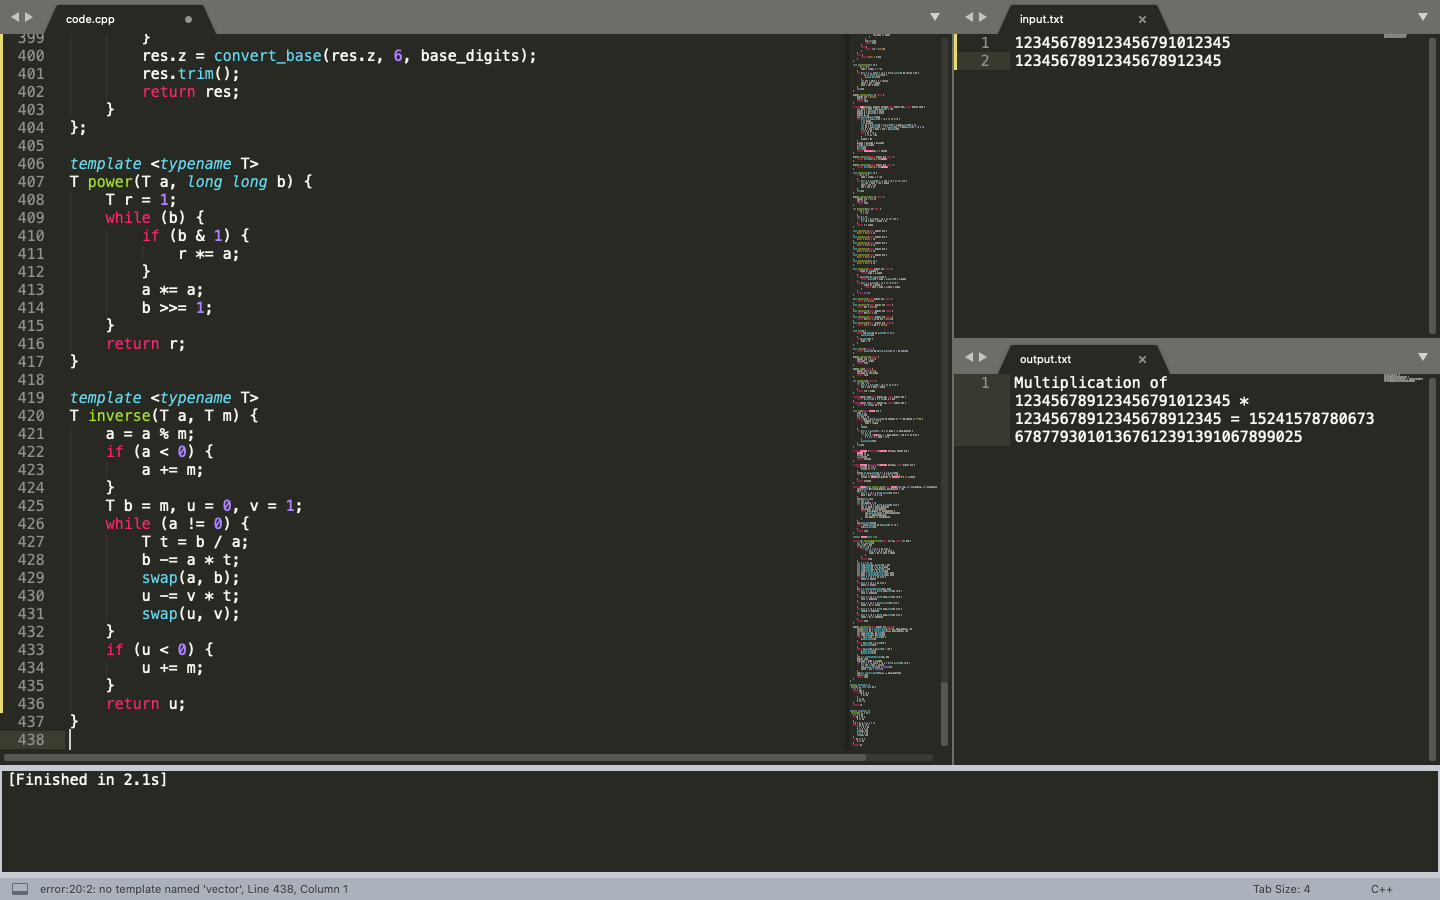 code.cpp
399 }
400 res.z = convert_base(res.z, 6, base_digits);
401 res.trim();
402 return res;
403 }
404 };
405
406 template <typename T>
407 T power(T a, long long b) {
408 T r = 1;
409 while (b) {
410 if (b & 1) {
411 r *= a;
412 }
413 a *= a;
414 b >>= 1;
415 }
416 return r;
417 }
418
419 template <typename T>
420 T inverse(T a, T m) {
421 a = a % m;
422 if (a < 0) {
423 a += m;
424 }
425 T b = m, u = 0, v = 1;
426 while (a != 0) {
427 T t = b / a;
428 b -= a * t;
429 swap(a, b);
430 u -= v * t;
431 swap(u, v);
432 }
433 if (u < 0) {
434 u += m;
435 }
436 return u;
437 }
438
input.txt
1 123456789123456791012345
2 12345678912345678912345
output.txt
1 Multiplication of
123456789123456791012345 *
12345678912345678912345 = 15241578780673
678779301013676123913910678990​25
[Finished in 2.1s]
error:20:2: no template named 'vector', Line 438, Column 1
Tab Size: 4
C++